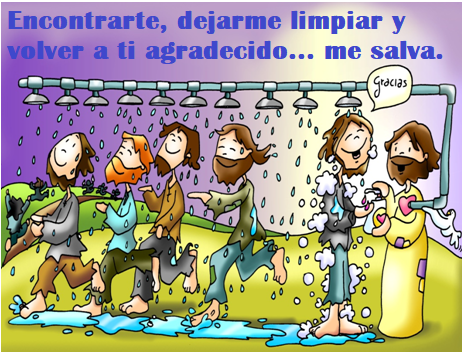 Encontrarte, dejarme limpiar y
volver a ti agradecido... me salva.
Gracias